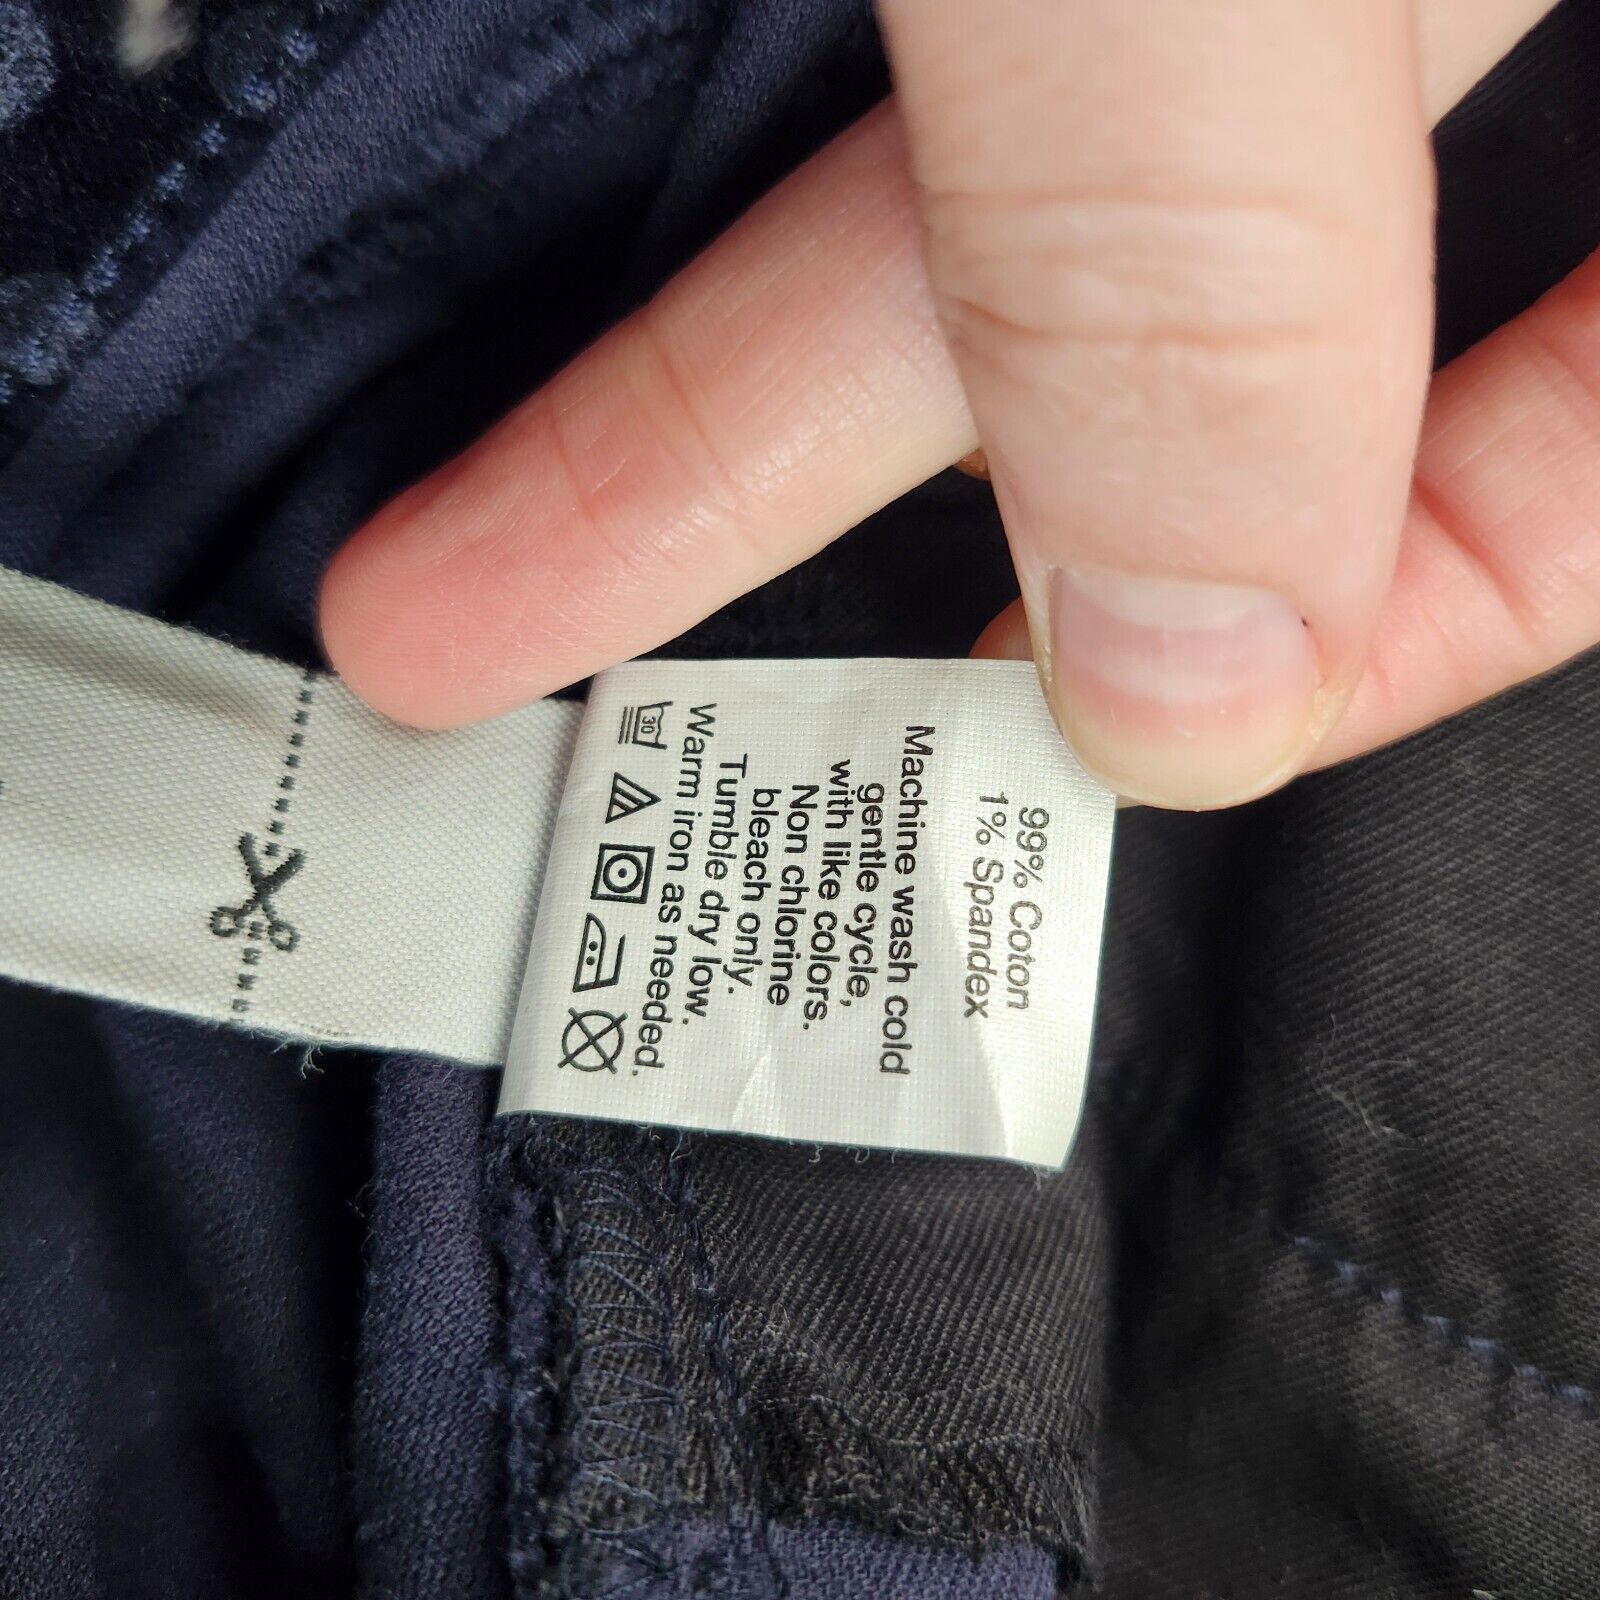 99% Coton
1% Spandex
Machine wash cold
gentle cycle,
with like colors.
Non chlorine
bleach only.
Tumble dry low.
Warm iron as needed.
30